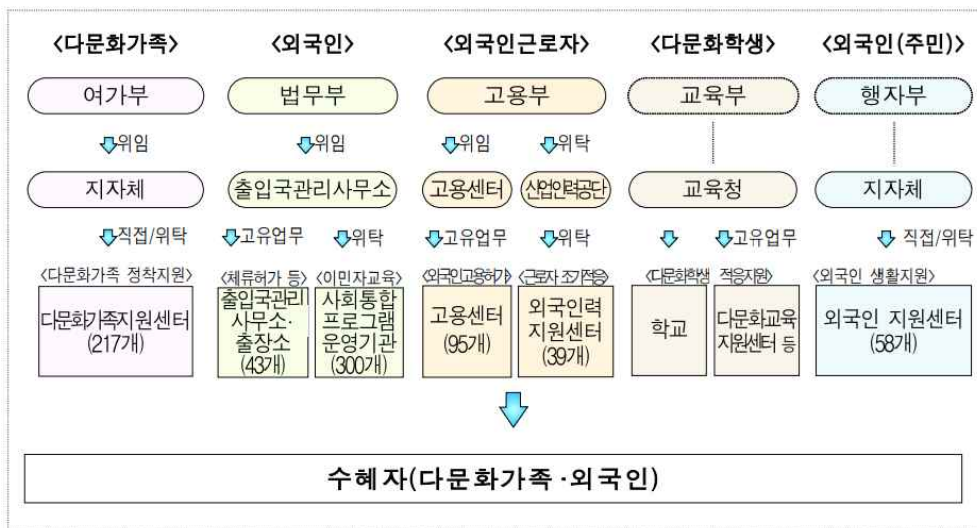 <다문화가족> <외국인> <외국인근로자> <다문화학생> <외국인(주민)>
여가부 법무부 고용부 교육부 행자부
위임 위임 위임 위탁
지자체 출입국관리사무소 고용센터 산업인력공단 교육청 지자체
직접/위탁 고유업무 위탁 고유업무 위탁 고유업무 직접/위탁
<다문화가족 정착지원> <체류허가 등> <이민자교육> <외국인고용허가> <근로자 조기적응> <다문화학생 적응지원> <외국인 생활지원>
다문화가족지원센터
(217개)
출입국관리
사무소·
출장소
(43개)
사회통합
프로그램
운영기관
(300개)
고용센터
(95개)
외국인력
지원센터
(39개)
학교
다문화교육
지원센터 등
외국인 지원센터
(58개)
수혜자(다문화가족·외국인)